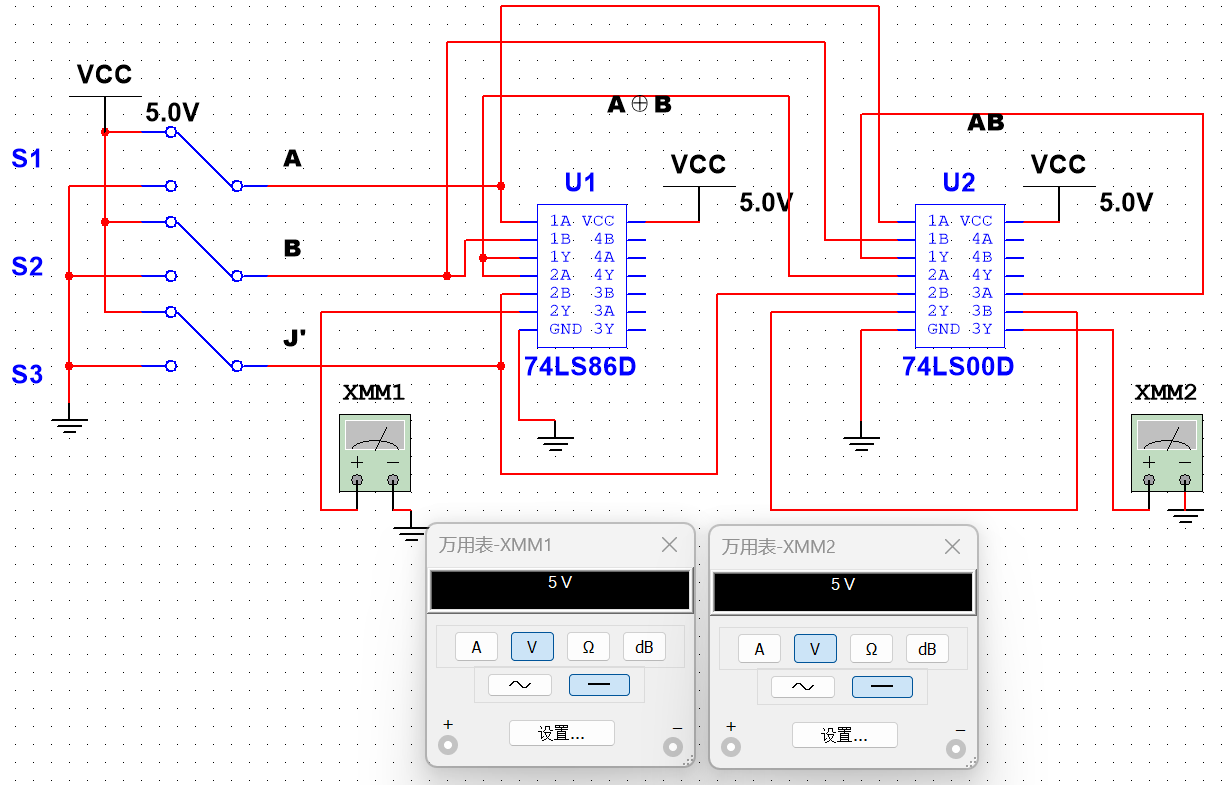 VCC
5.0V
S1
A
S2
B
S3
J'
A ⊕ B
AB
U1
VCC
5.0V
1A VCC
1B 4B
1Y 4A
2A 4Y
2B 3B
2Y 3A
GND 3Y
74LS86D
U2
VCC
5.0V
1A VCC
1B 4A
1Y 4B
2A 4Y
2B 3A
2Y 3B
GND 3Y
74LS00D
XMM1
+ −
XMM2
+ −
万用表-XMM1
5 V
A V Ω dB
+ 设置... −
万用表-XMM2
5 V
A V Ω dB
+ 设置... −